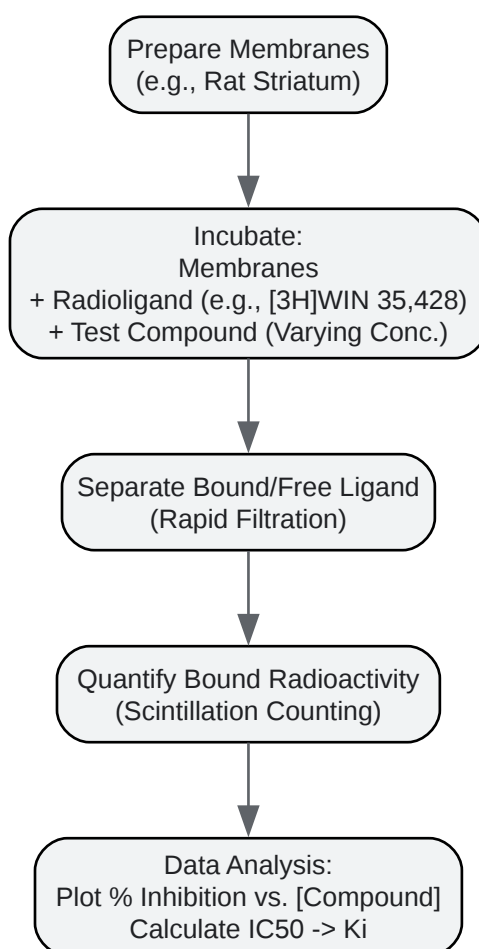 Prepare Membranes
(e.g., Rat Striatum)
Incubate:
Membranes
+ Radioligand (e.g., [3H]WIN 35,428)
+ Test Compound (Varying Conc.)
Separate Bound/Free Ligand
(Rapid Filtration)
Quantify Bound Radioactivity
(Scintillation Counting)
Data Analysis:
Plot % Inhibition vs. [Compound]
Calculate IC50 -> Ki